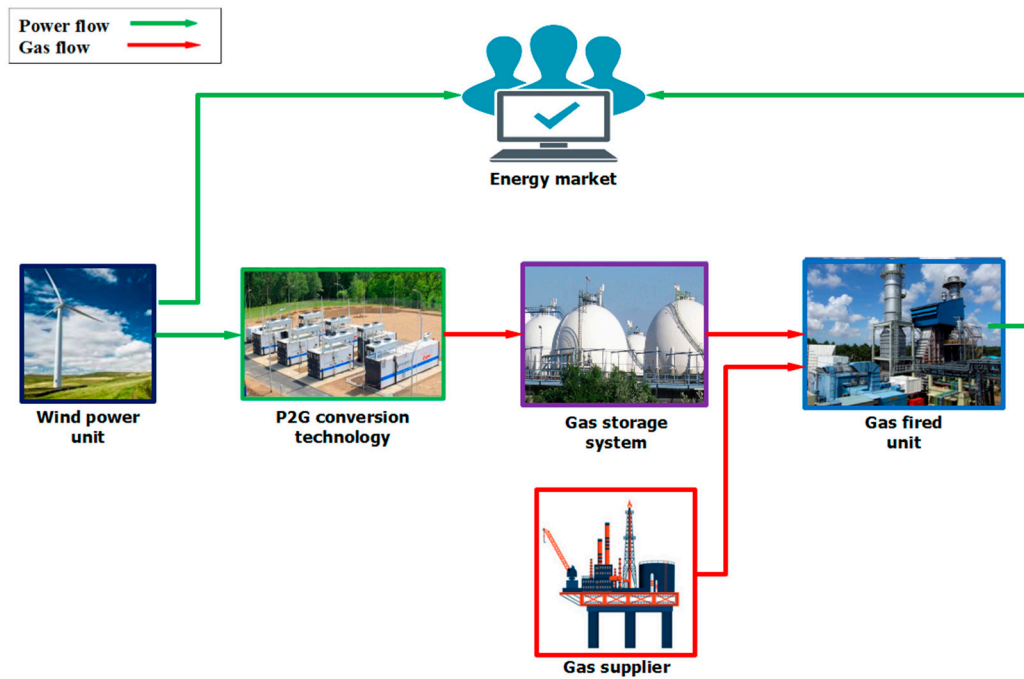 Power flow
Gas flow
Energy market
Wind power
unit
P2G conversion
technology
Gas storage
system
Gas fired
unit
Gas supplier